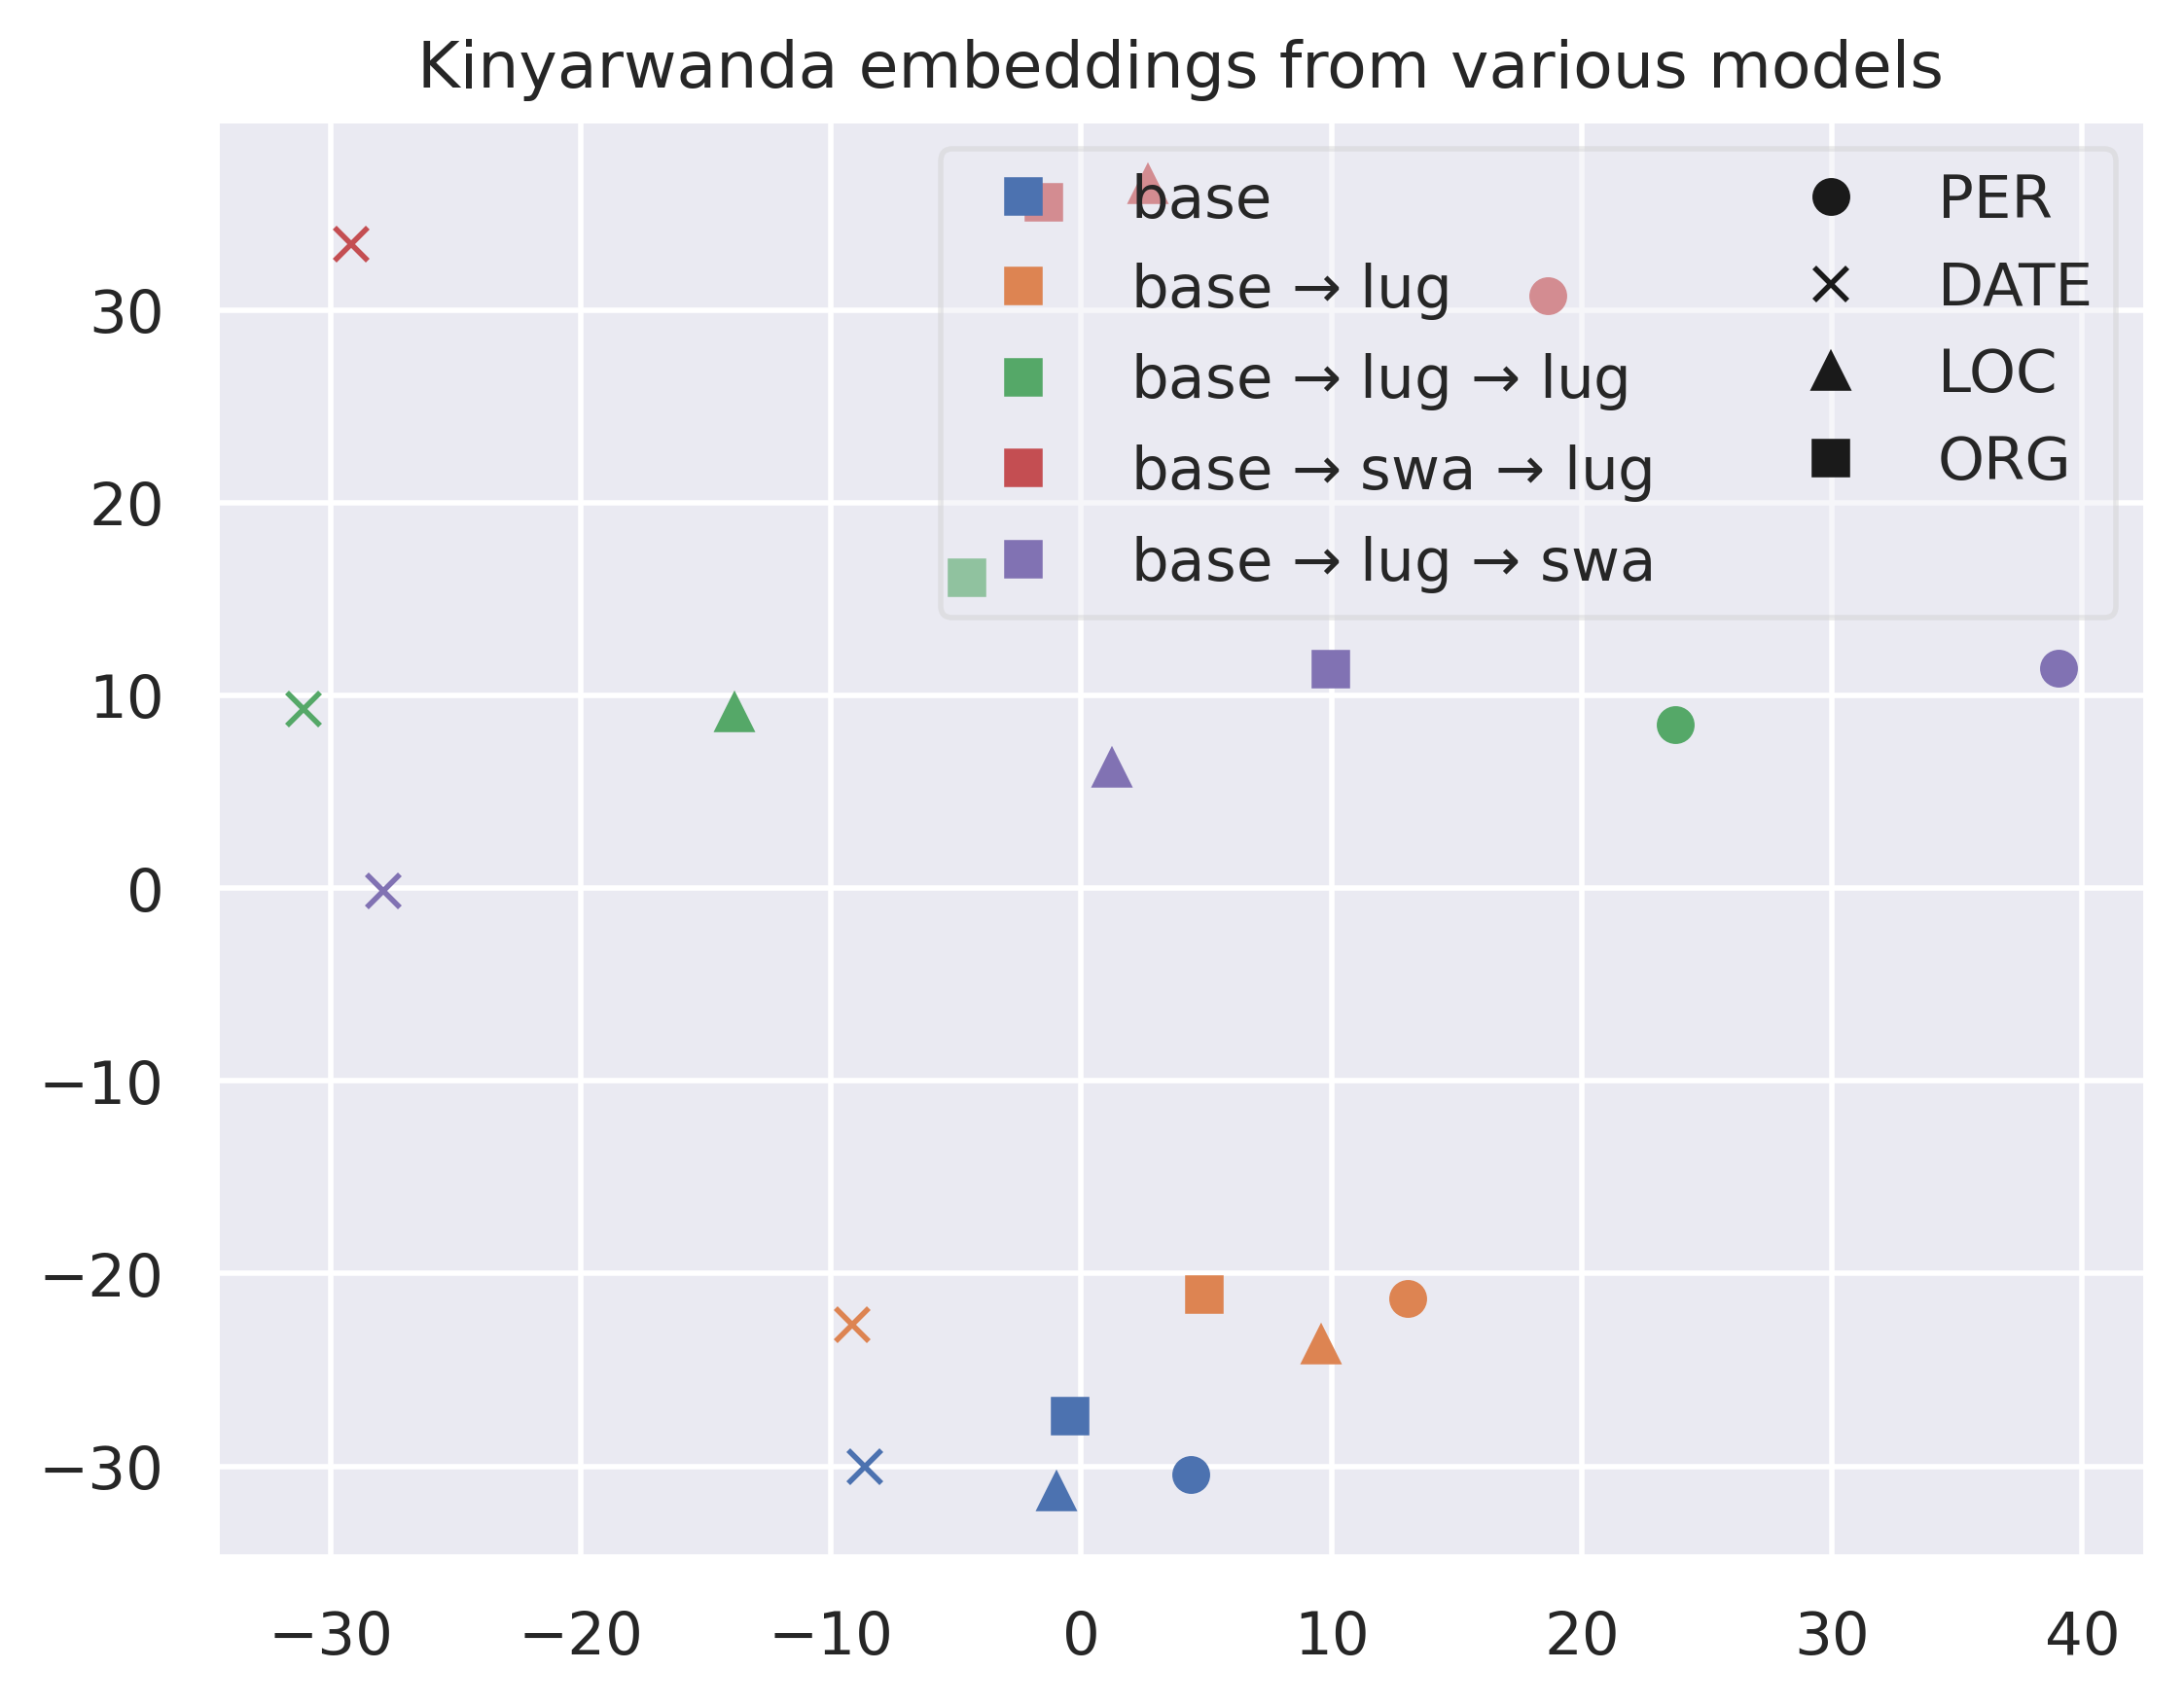 Kinyarwanda embeddings from various models
base
base → lug
base → lug → lug
base → swa → lug
base → lug → swa
PER
DATE
LOC
ORG
30
20
10
0
−10
−20
−30
−30 −20 −10 0 10 20 30 40